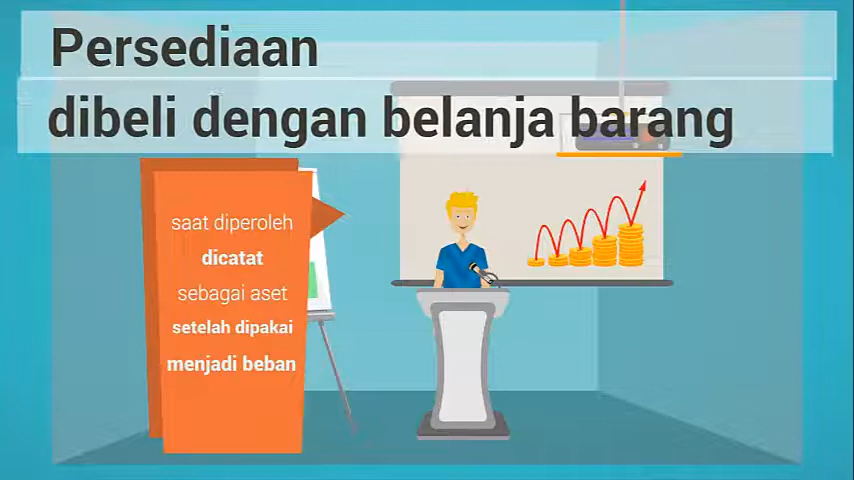 Persediaan
dibeli dengan belanja barang
saat diperoleh
dicatat
sebagai aset
setelah dipakai
menjadi beban